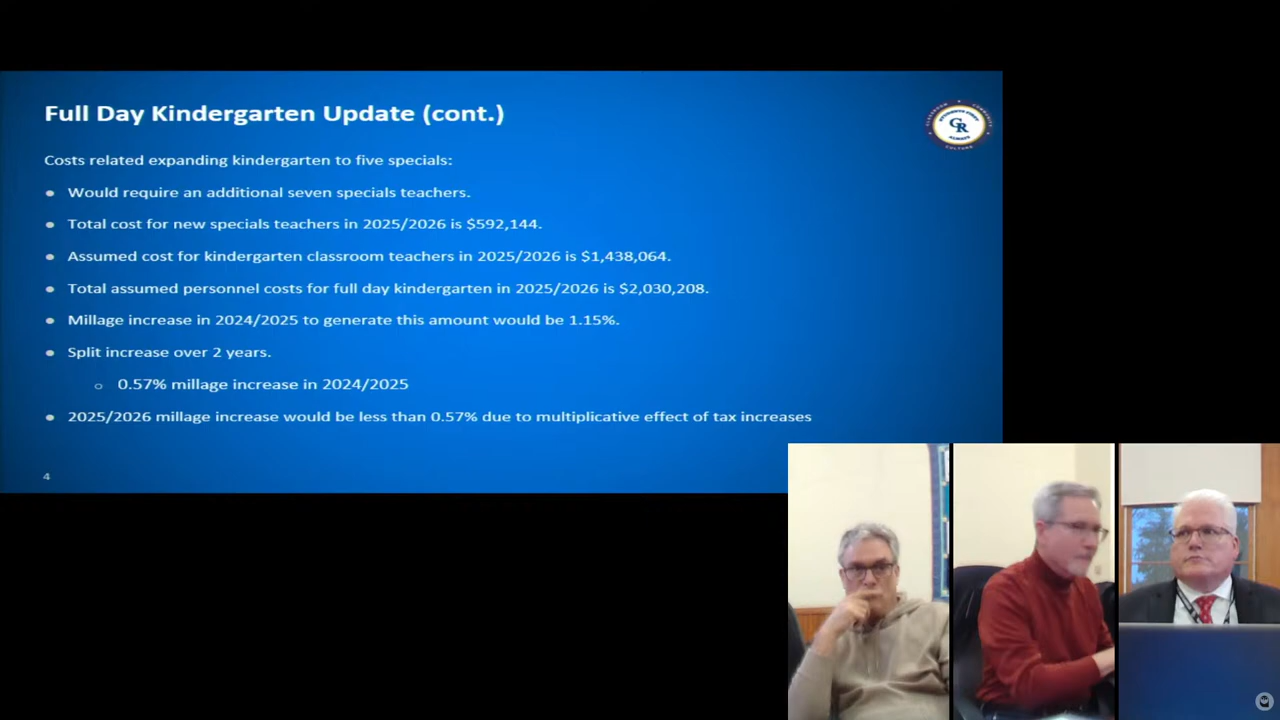 Full Day Kindergarten Update (cont.)
Costs related expanding kindergarten to five specials:
• Would require an additional seven specials teachers.
• Total cost for new specials teachers in 2025/2026 is $592,144.
• Assumed cost for kindergarten classroom teachers in 2025/2026 is $1,438,064.
• Total assumed personnel costs for full day kindergarten in 2025/2026 is $2,030,208.
• Millage increase in 2024/2025 to generate this amount would be 1.15%.
• Split increase over 2 years.
o 0.57% millage increase in 2024/2025
• 2025/2026 millage increase would be less than 0.57% due to multiplicative effect of tax increases
4
GR
CULTURE